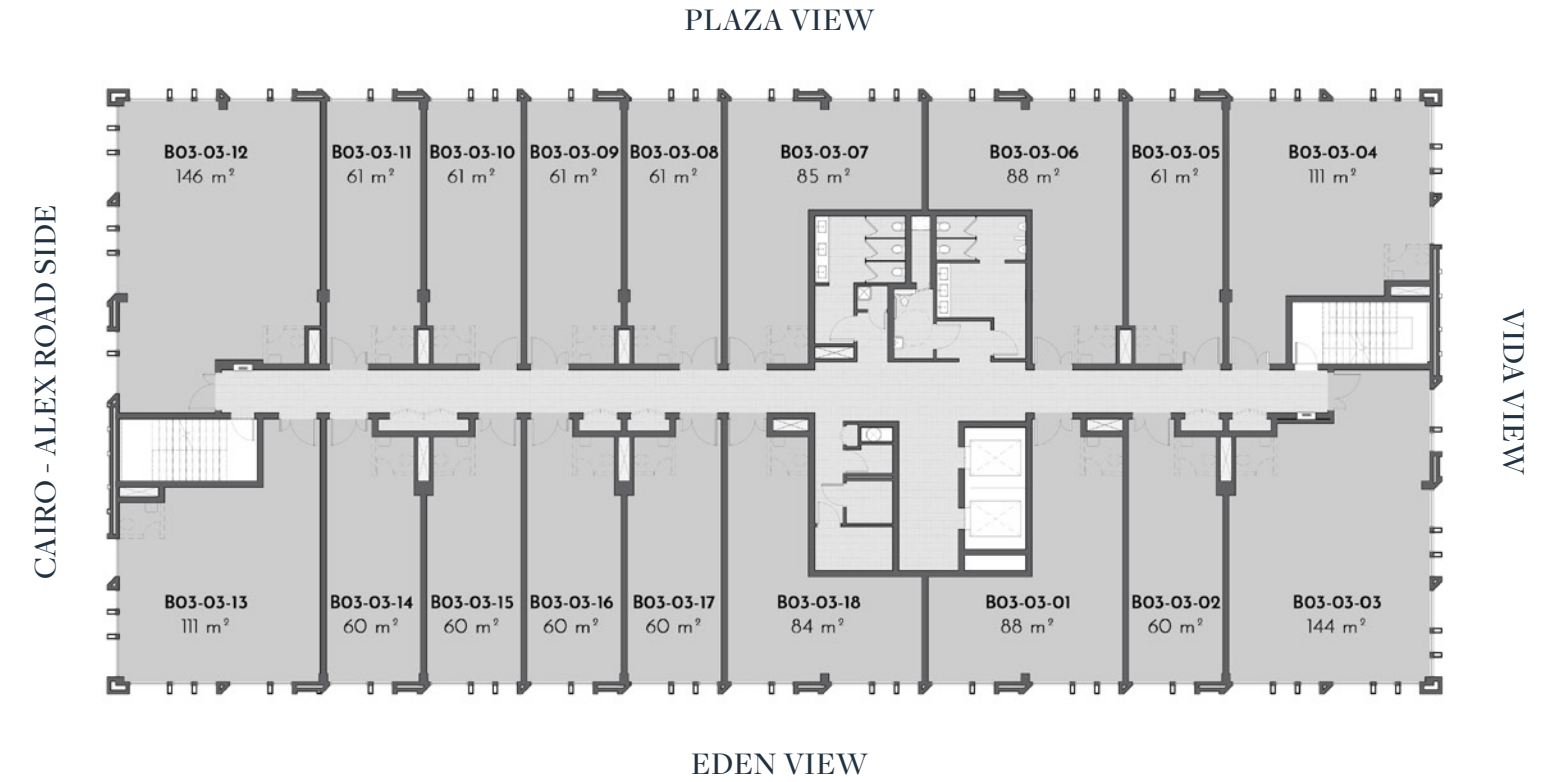 PLAZA VIEW
B03-03-12
146 m²
B03-03-11
61 m²
B03-03-10
61 m²
B03-03-09
61 m²
B03-03-08
61 m²
B03-03-07
85 m²
B03-03-06
88 m²
B03-03-05
61 m²
B03-03-04
111 m²
CAIRO - ALEX ROAD SIDE
VIDA VIEW
B03-03-13
111 m²
B03-03-14
60 m²
B03-03-15
60 m²
B03-03-16
60 m²
B03-03-17
60 m²
B03-03-18
84 m²
B03-03-01
88 m²
B03-03-02
60 m²
B03-03-03
144 m²
EDEN VIEW